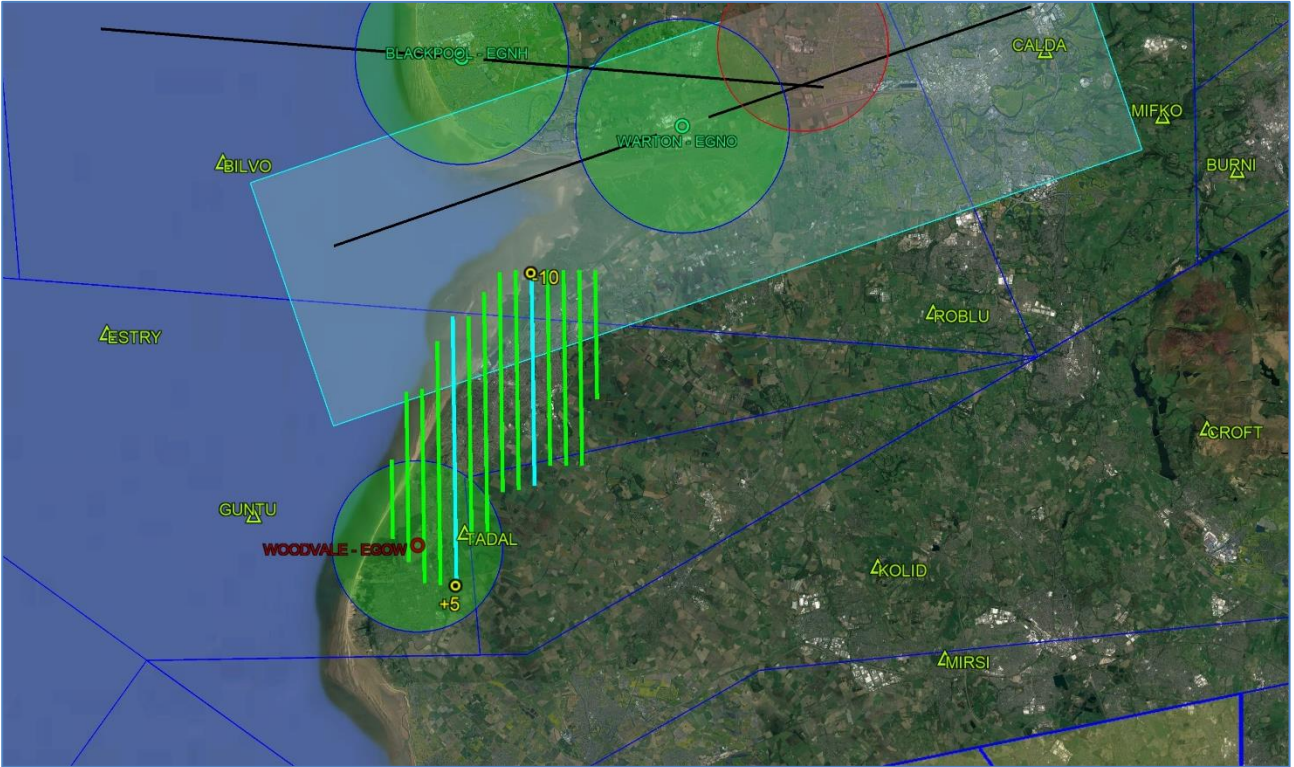 CALDA
BLACKPOOL - EGNH
MIFKO
WARTON - EGNO
BILVO
BURNI
-10
ESTRY
ROBLU
CROFT
GUNTU
TADAL
WOODVALE - EGOW
KOLID
+5
MIRSI